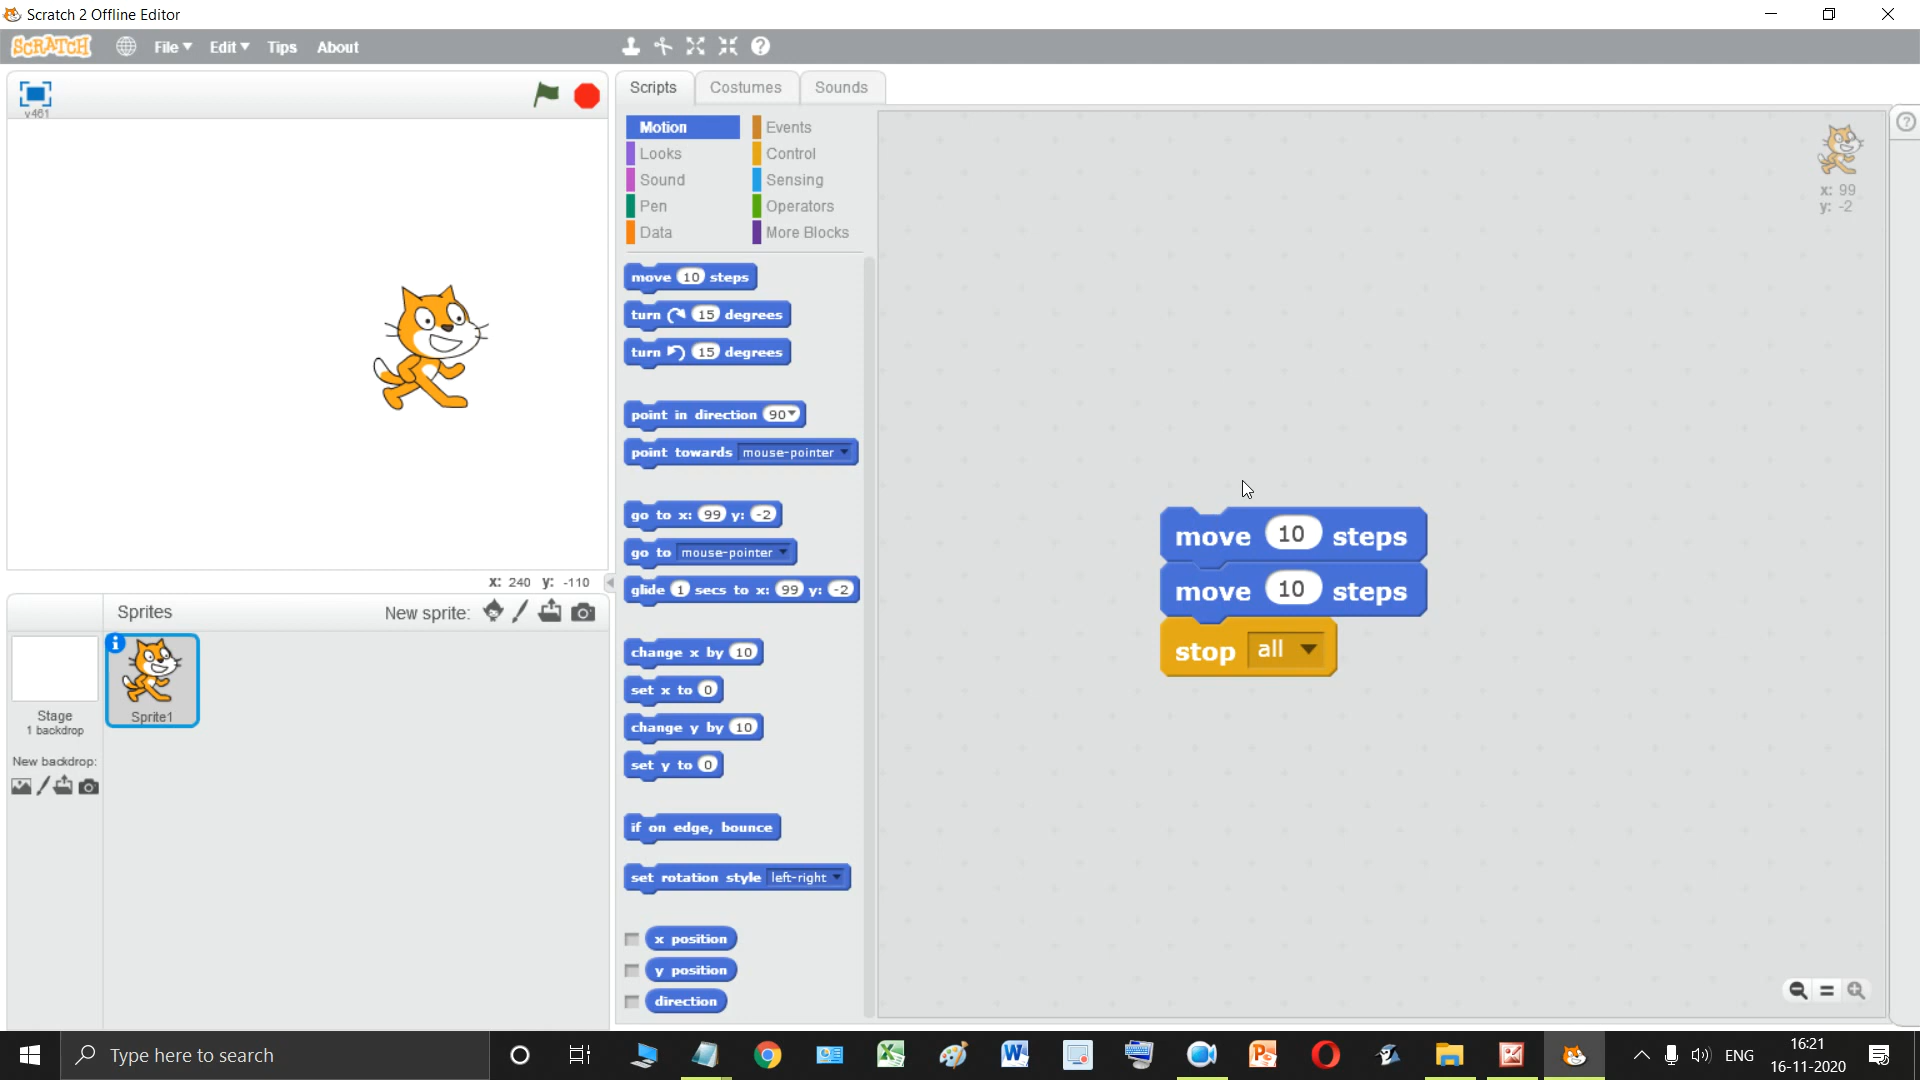 Scratch 2 Offline Editor
SCRATCH File Edit Tips About
v461
Scripts Costumes Sounds
Motion
Looks
Sound
Pen
Data
Events
Control
Sensing
Operators
More Blocks
move 10 steps
turn 15 degrees
turn 15 degrees
point in direction 90
point towards mouse-pointer
go to x: 99 y: -2
go to mouse-pointer
glide 1 secs to x: 99 y: -2
change x by 10
set x to 0
change y by 10
set y to 0
if on edge, bounce
set rotation style left-right
x position
y position
direction
move 10 steps
move 10 steps
stop all
x: 99
y: -2
x: 240 y: -110
Sprites New sprite:
Stage
1 backdrop
New backdrop:
Sprite1
Type here to search
ENG
16:21
16-11-2020